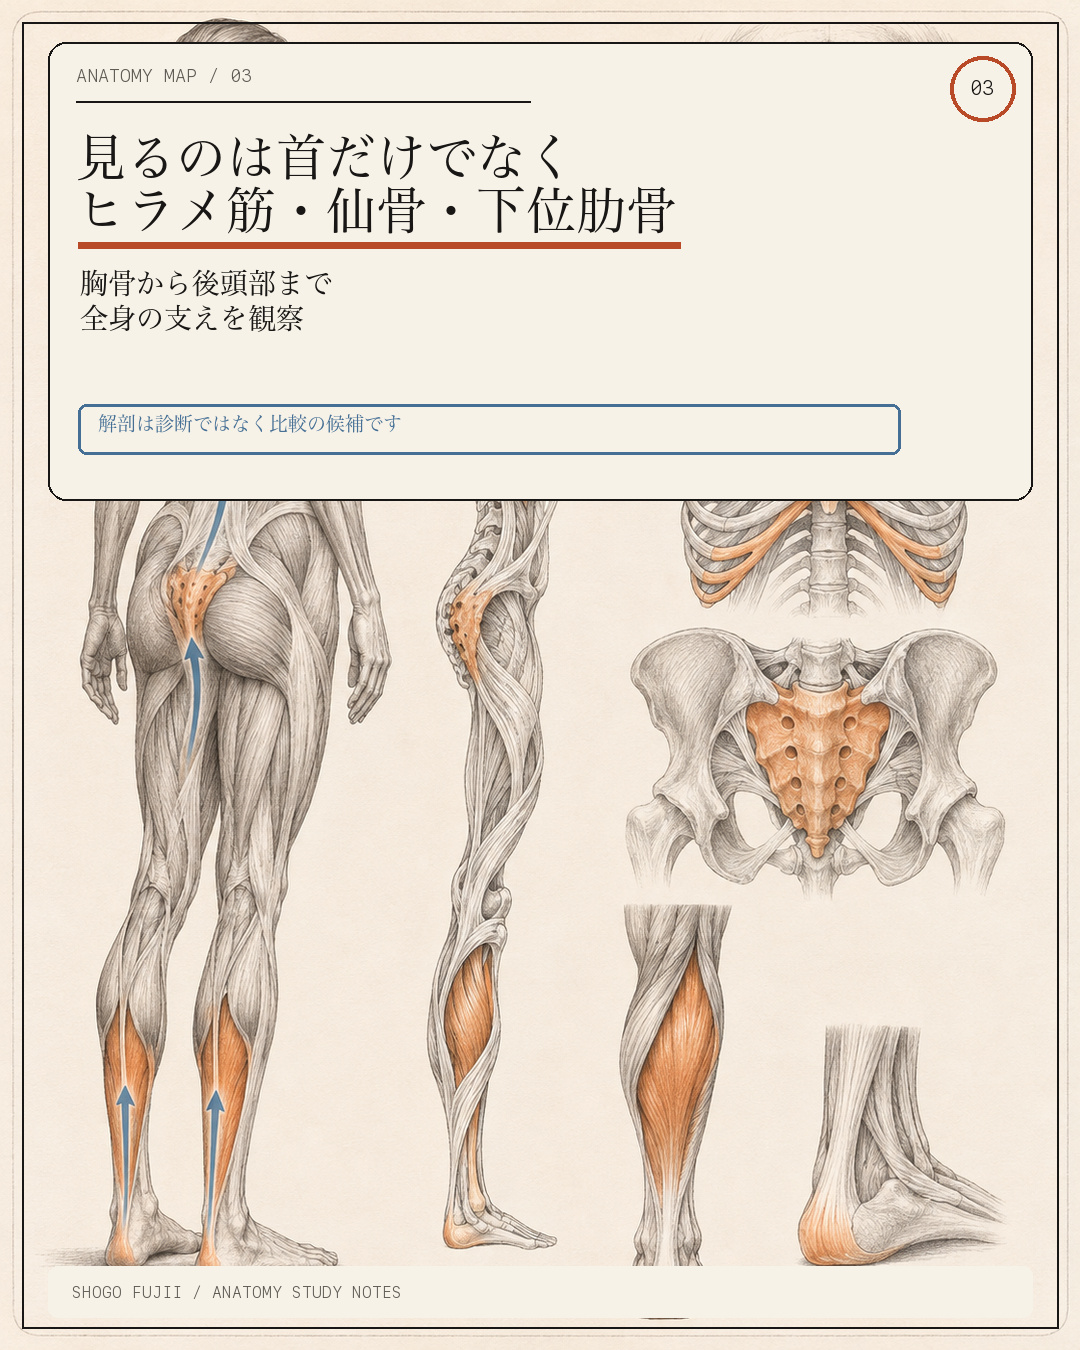 ANATOMY MAP / 03
03
見るのは首だけでなく
ヒラメ筋・仙骨・下位肋骨
胸骨から後頭部まで
全身の支えを観察
解剖は診断ではなく比較の候補です
SHOGO FUJII / ANATOMY STUDY NOTES